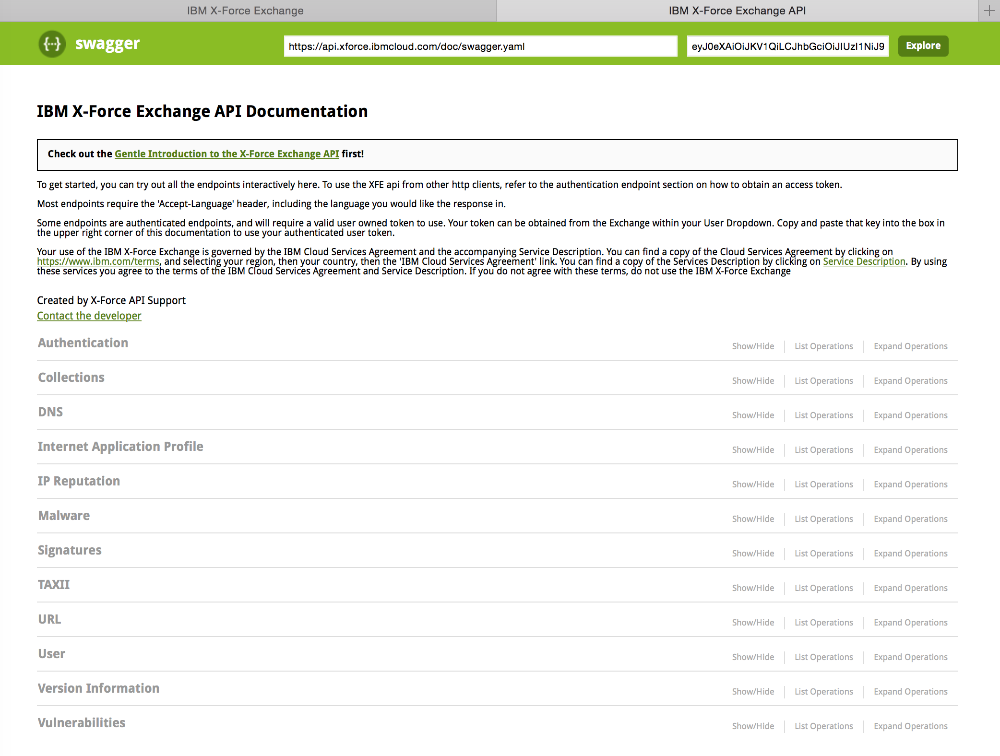 IBM X-Force Exchange
IBM X-Force Exchange API
{···} swagger
https://api.xforce.ibmcloud.com/doc/swagger.yaml
eyJ0eXAiOiJKV1QiLCJhbGciOiJIUzI1NiJ9
Explore
IBM X-Force Exchange API Documentation
Check out the Gentle Introduction to the X-Force Exchange API first!
To get started, you can try out all the endpoints interactively here. To use the XFE api from other http clients, refer to the authentication endpoint section on how to obtain an access token.
Most endpoints require the 'Accept-Language' header, including the language you would like the response in.
Some endpoints are authenticated endpoints, and will require a valid user owned token to use. Your token can be obtained from the Exchange within your User Dropdown. Copy and paste that key into the box in
the upper right corner of this documentation to use your authenticated user token.
Your use of the IBM X-Force Exchange is governed by the IBM Cloud Services Agreement and the accompanying Service Description. You can find a copy of the Cloud Services Agreement by clicking on
https://www.ibm.com/terms, and selecting your region, then your country, then the 'IBM Cloud Services Agreement' link. You can find a copy of the Services Description by clicking on Service Description. By using
these services you agree to the terms of the IBM Cloud Services Agreement and Service Description. If you do not agree with these terms, do not use the IBM X-Force Exchange
Created by X-Force API Support
Contact the developer
Authentication Show/Hide List Operations Expand Operations
Collections Show/Hide List Operations Expand Operations
DNS Show/Hide List Operations Expand Operations
Internet Application Profile Show/Hide List Operations Expand Operations
IP Reputation Show/Hide List Operations Expand Operations
Malware Show/Hide List Operations Expand Operations
Signatures Show/Hide List Operations Expand Operations
TAXII Show/Hide List Operations Expand Operations
URL Show/Hide List Operations Expand Operations
User Show/Hide List Operations Expand Operations
Version Information Show/Hide List Operations Expand Operations
Vulnerabilities Show/Hide List Operations Expand Operations